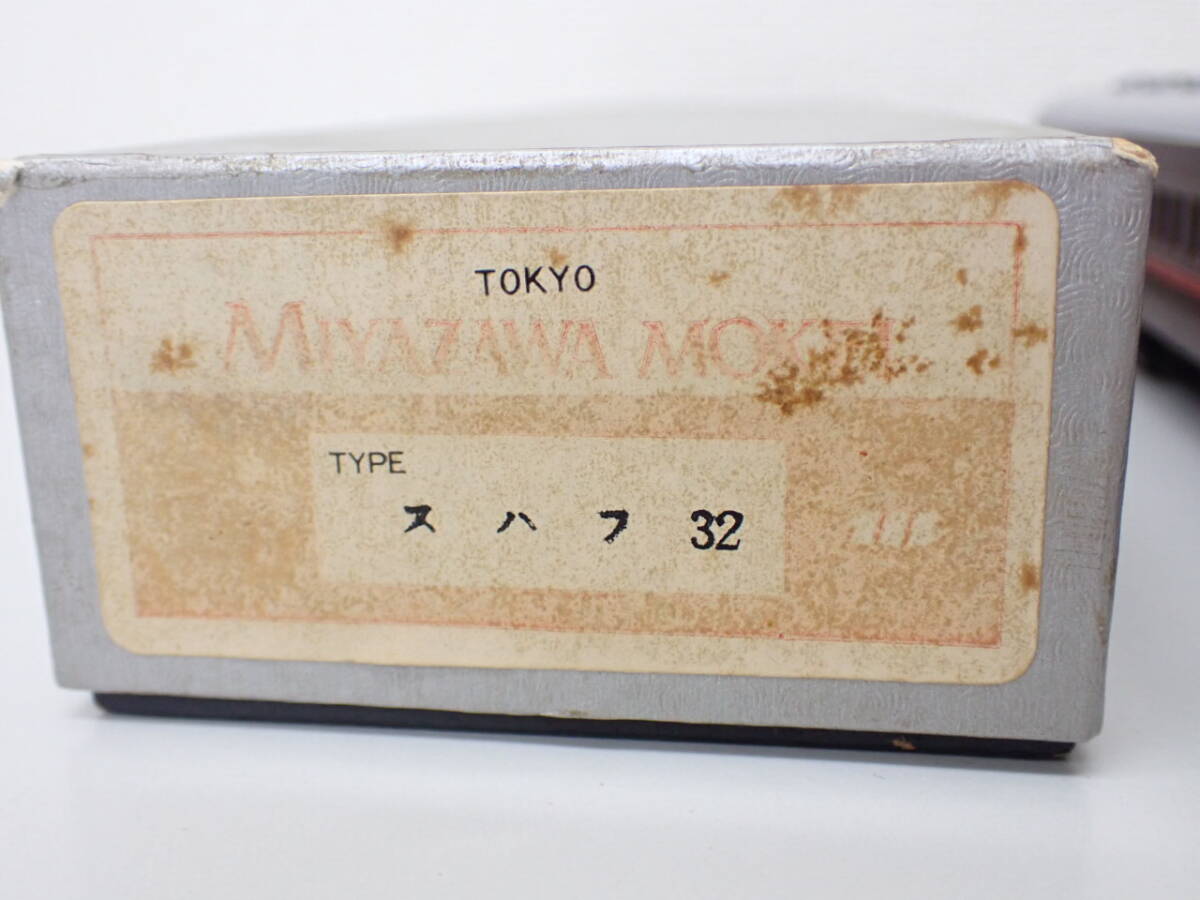 TOKYO
MIYAZAWA MOKEI
TYPE
スハフ 32